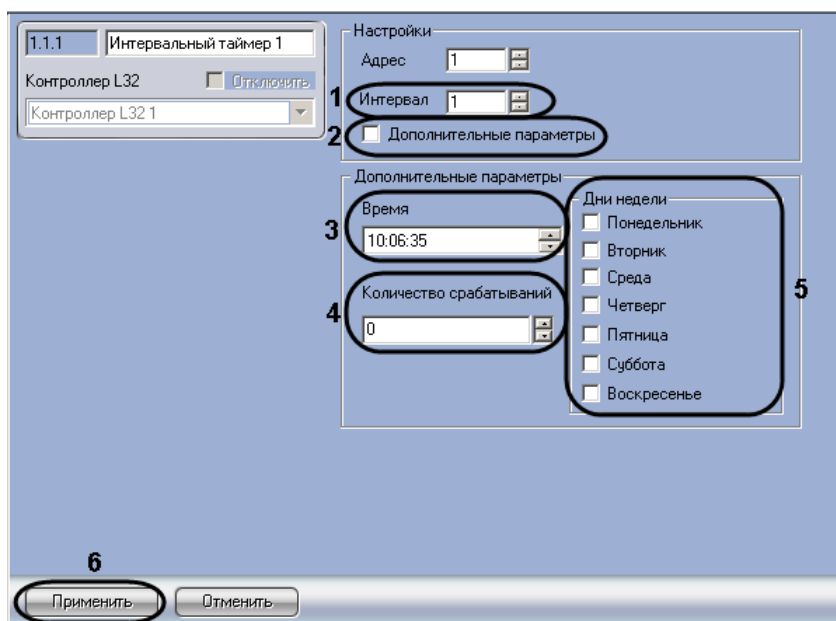 1.1.1 Интервальный таймер 1
Контроллер L32 Отключить
Контроллер L32 1
Настройки
Адрес 1
1 Интервал 1
2 Дополнительные параметры
Дополнительные параметры
3 Время
10:06:35
4 Количество срабатываний
0
Дни недели
Понедельник
Вторник
Среда
Четверг
Пятница
Суббота
Воскресенье
5
6
Применить Отменить